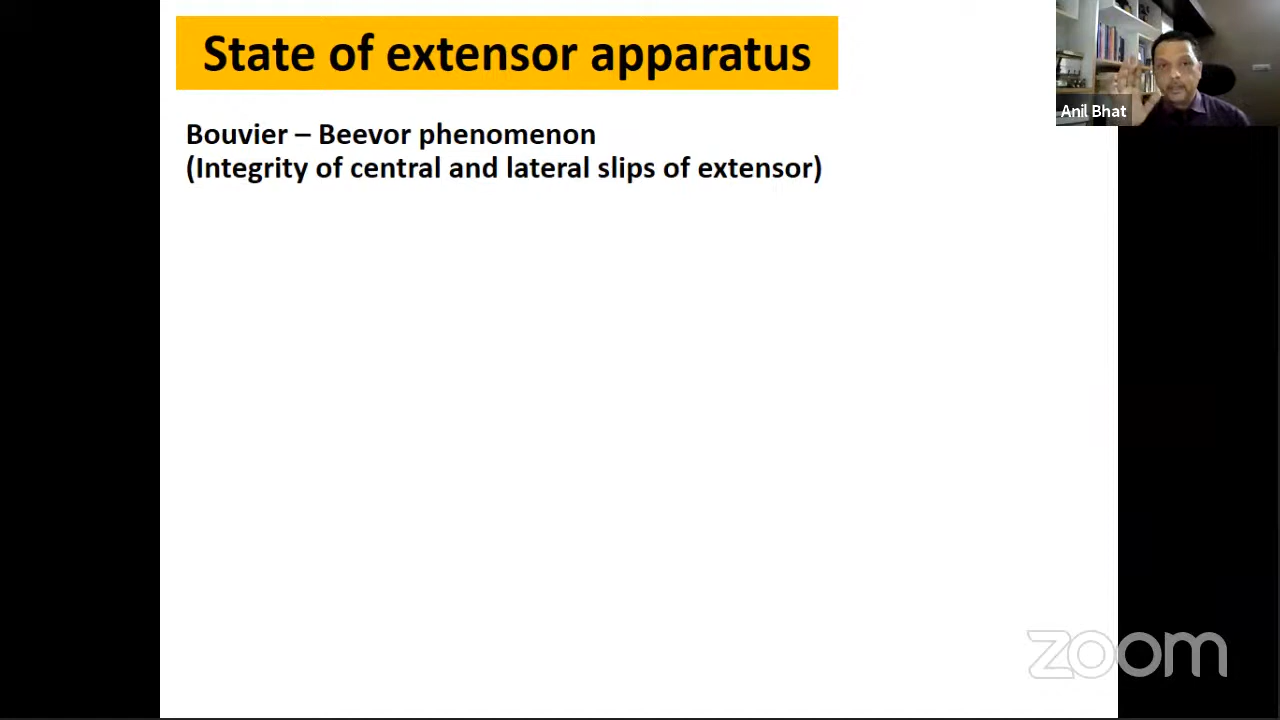 State of extensor apparatus
Bouvier – Beevor phenomenon
(Integrity of central and lateral slips of extensor)
Anil Bhat
zoom